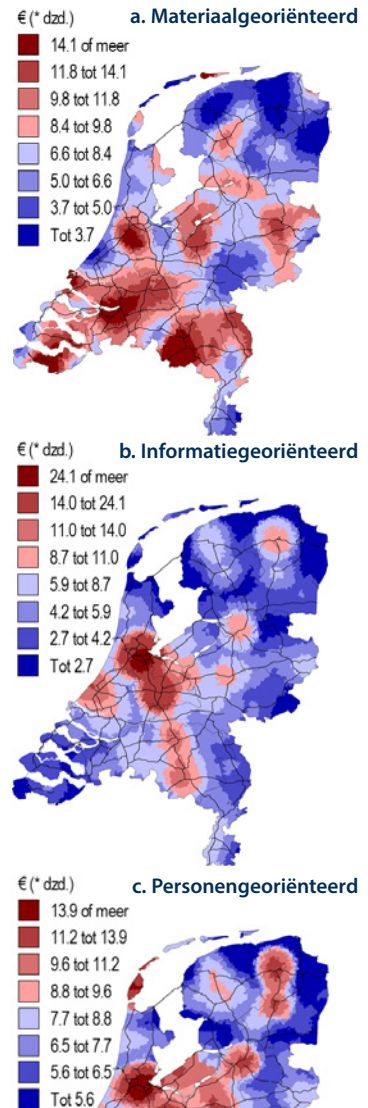 € (* dzd.)
a. Materiaalgeoriënteerd
14.1 of meer
11.8 tot 14.1
9.8 tot 11.8
8.4 tot 9.8
6.6 tot 8.4
5.0 tot 6.6
3.7 tot 5.0
Tot 3.7
€ (* dzd.)
b. Informatiegeoriënteerd
24.1 of meer
14.0 tot 24.1
11.0 tot 14.0
8.7 tot 11.0
5.9 tot 8.7
4.2 tot 5.9
2.7 tot 4.2
Tot 2.7
€ (* dzd.)
c. Personengeoriënteerd
13.9 of meer
11.2 tot 13.9
9.6 tot 11.2
8.8 tot 9.6
7.7 tot 8.8
6.5 tot 7.7
5.6 tot 6.5
Tot 5.6